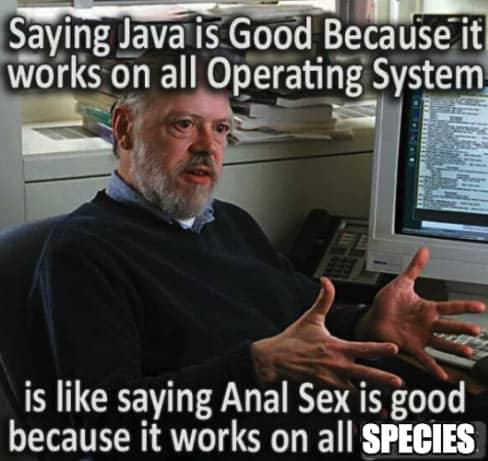 Saying Java is Good Because it
works on all Operating System
is like saying Anal Sex is good
because it works on all SPECIES